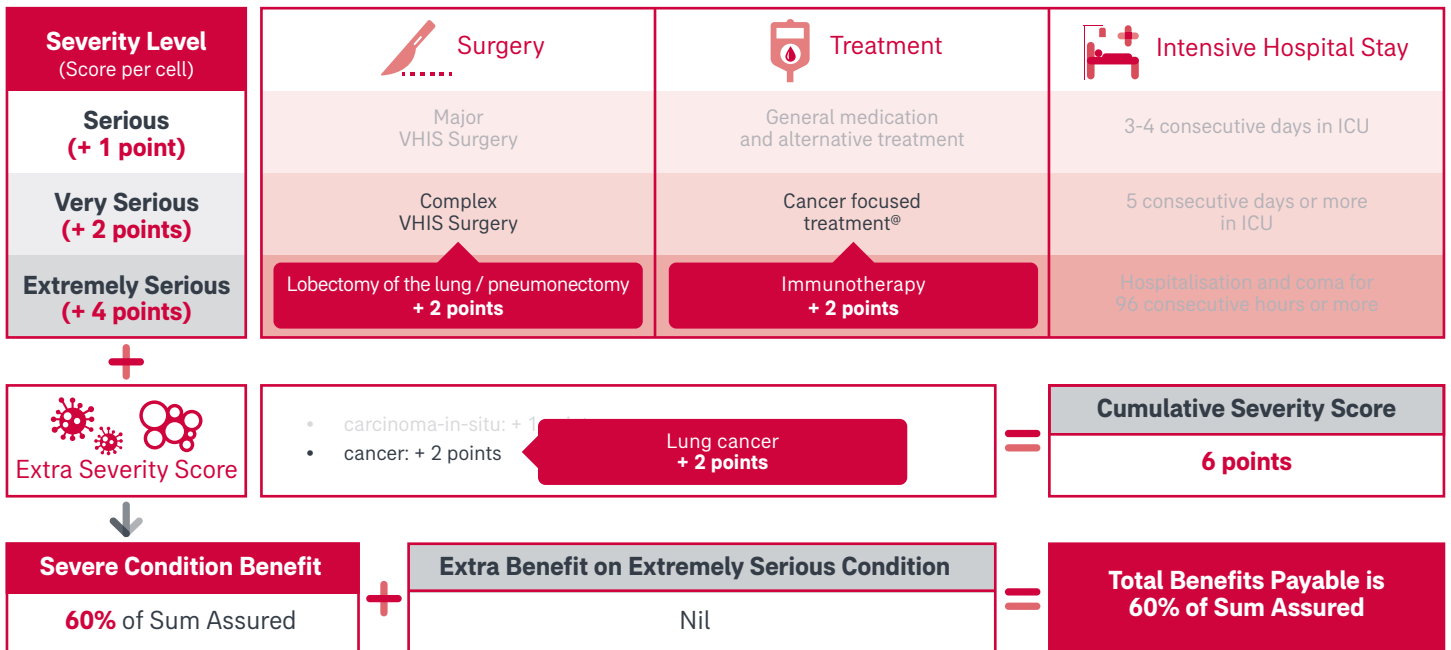 Severity Level
(Score per cell)
Surgery
Treatment
Intensive Hospital Stay
Serious
(+ 1 point)
Major
VHIS Surgery
General medication
and alternative treatment
3-4 consecutive days in ICU
Very Serious
(+ 2 points)
Complex
VHIS Surgery
Cancer focused
treatment@
5 consecutive days or more
in ICU
Extremely Serious
(+ 4 points)
Lobectomy of the lung / pneumonectomy
+ 2 points
Immunotherapy
+ 2 points
Hospitalisation and coma for
96 consecutive hours or more
+
Extra Severity Score
• carcinoma-in-situ: + 1
• cancer: + 2 points
Lung cancer
+ 2 points
=
Cumulative Severity Score
6 points
Severe Condition Benefit
60% of Sum Assured
+
Extra Benefit on Extremely Serious Condition
Nil
=
Total Benefits Payable is
60% of Sum Assured